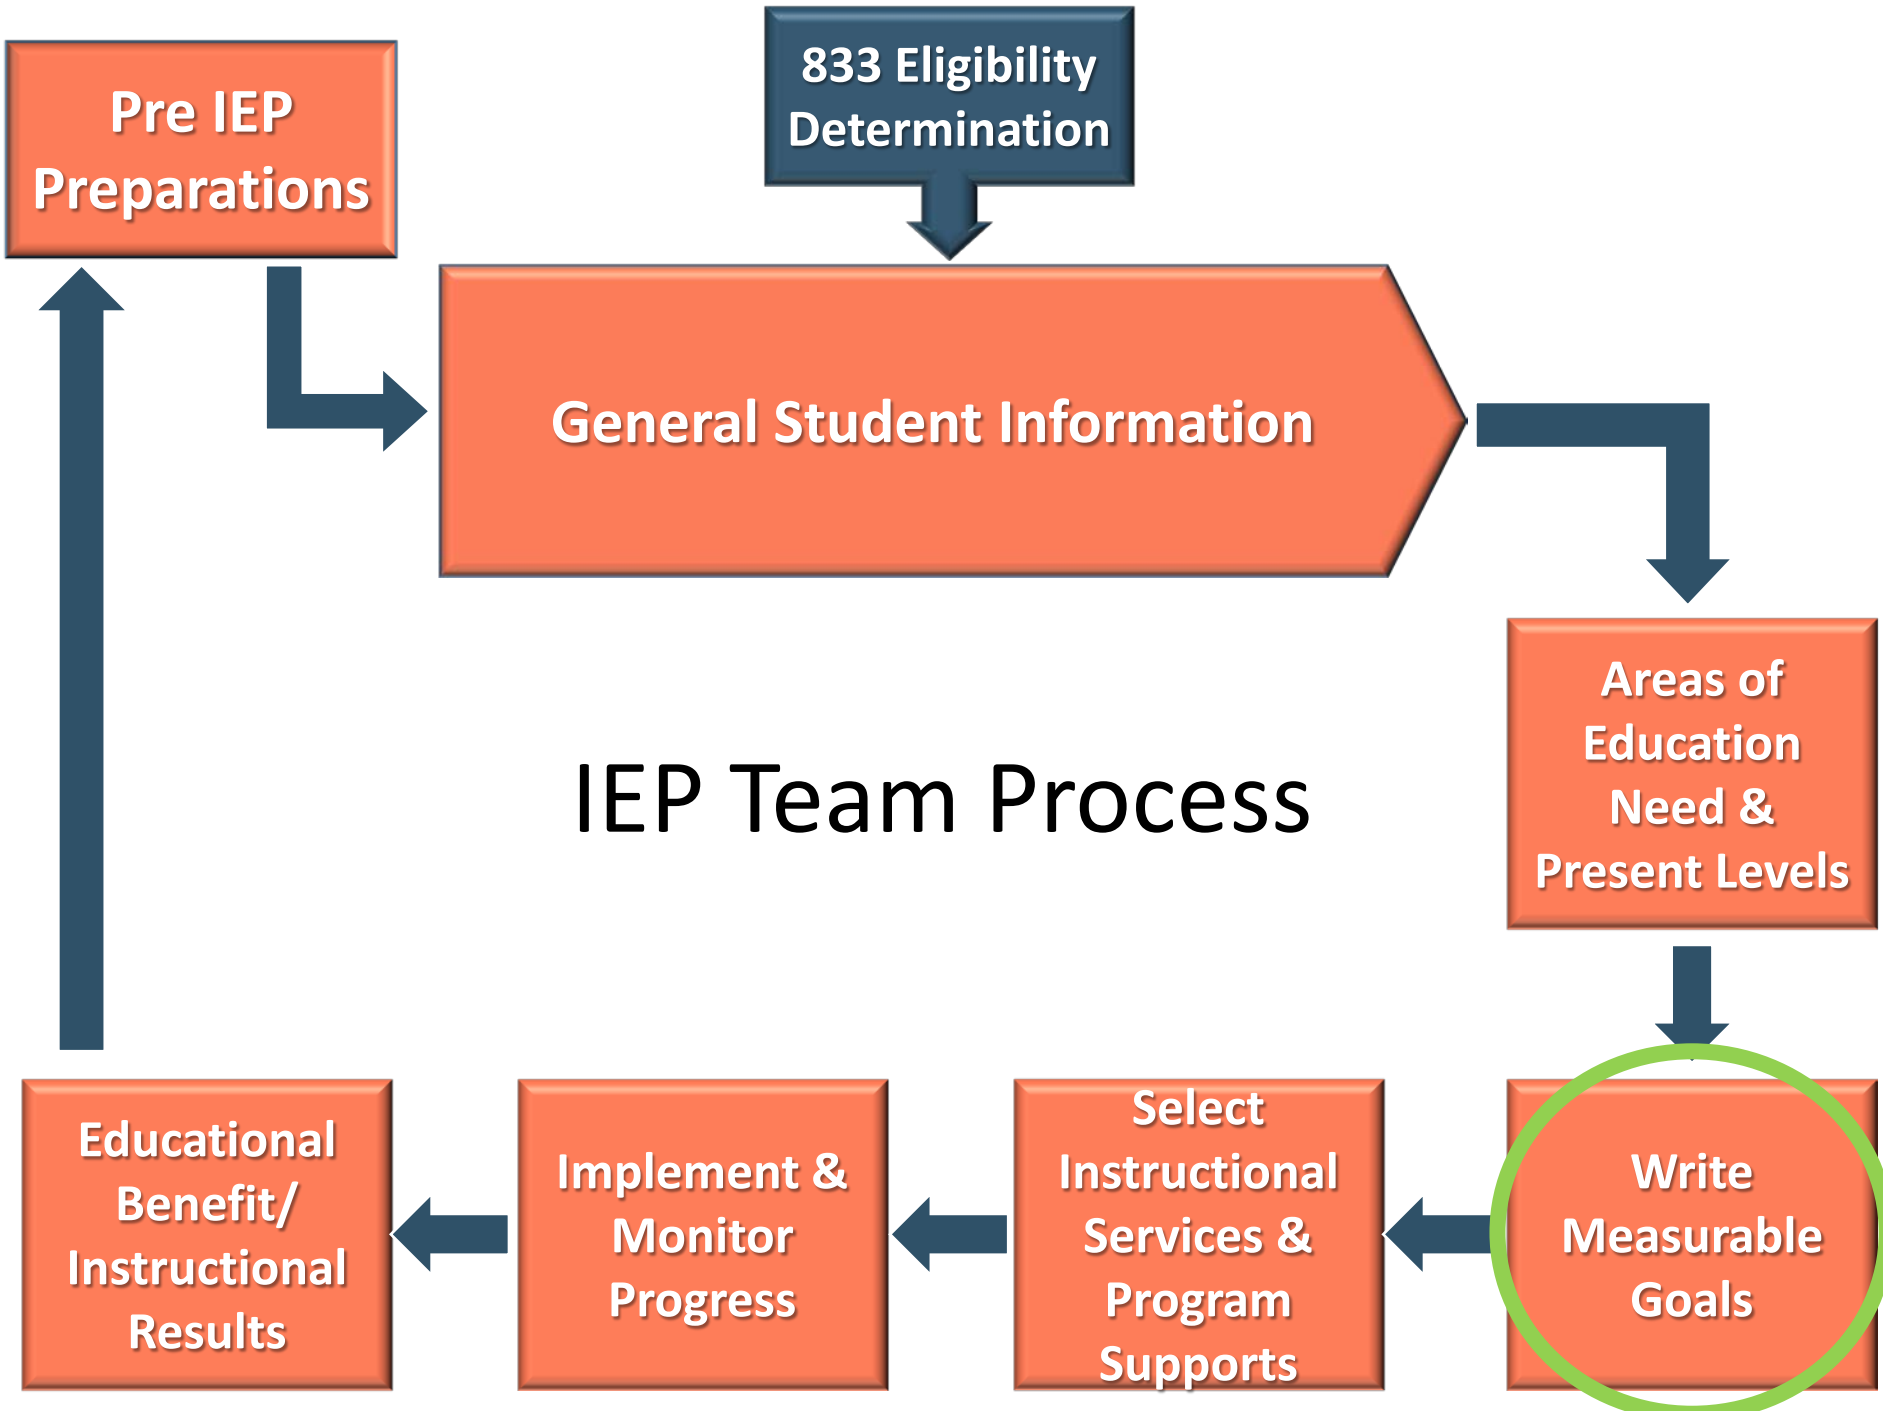 Pre IEP
Preparations
833 Eligibility
Determination
General Student Information
Areas of
Education
Need &
Present Levels
IEP Team Process
Write
Measurable
Goals
Select
Instructional
Services &
Program
Supports
Implement &
Monitor
Progress
Educational
Benefit/
Instructional
Results